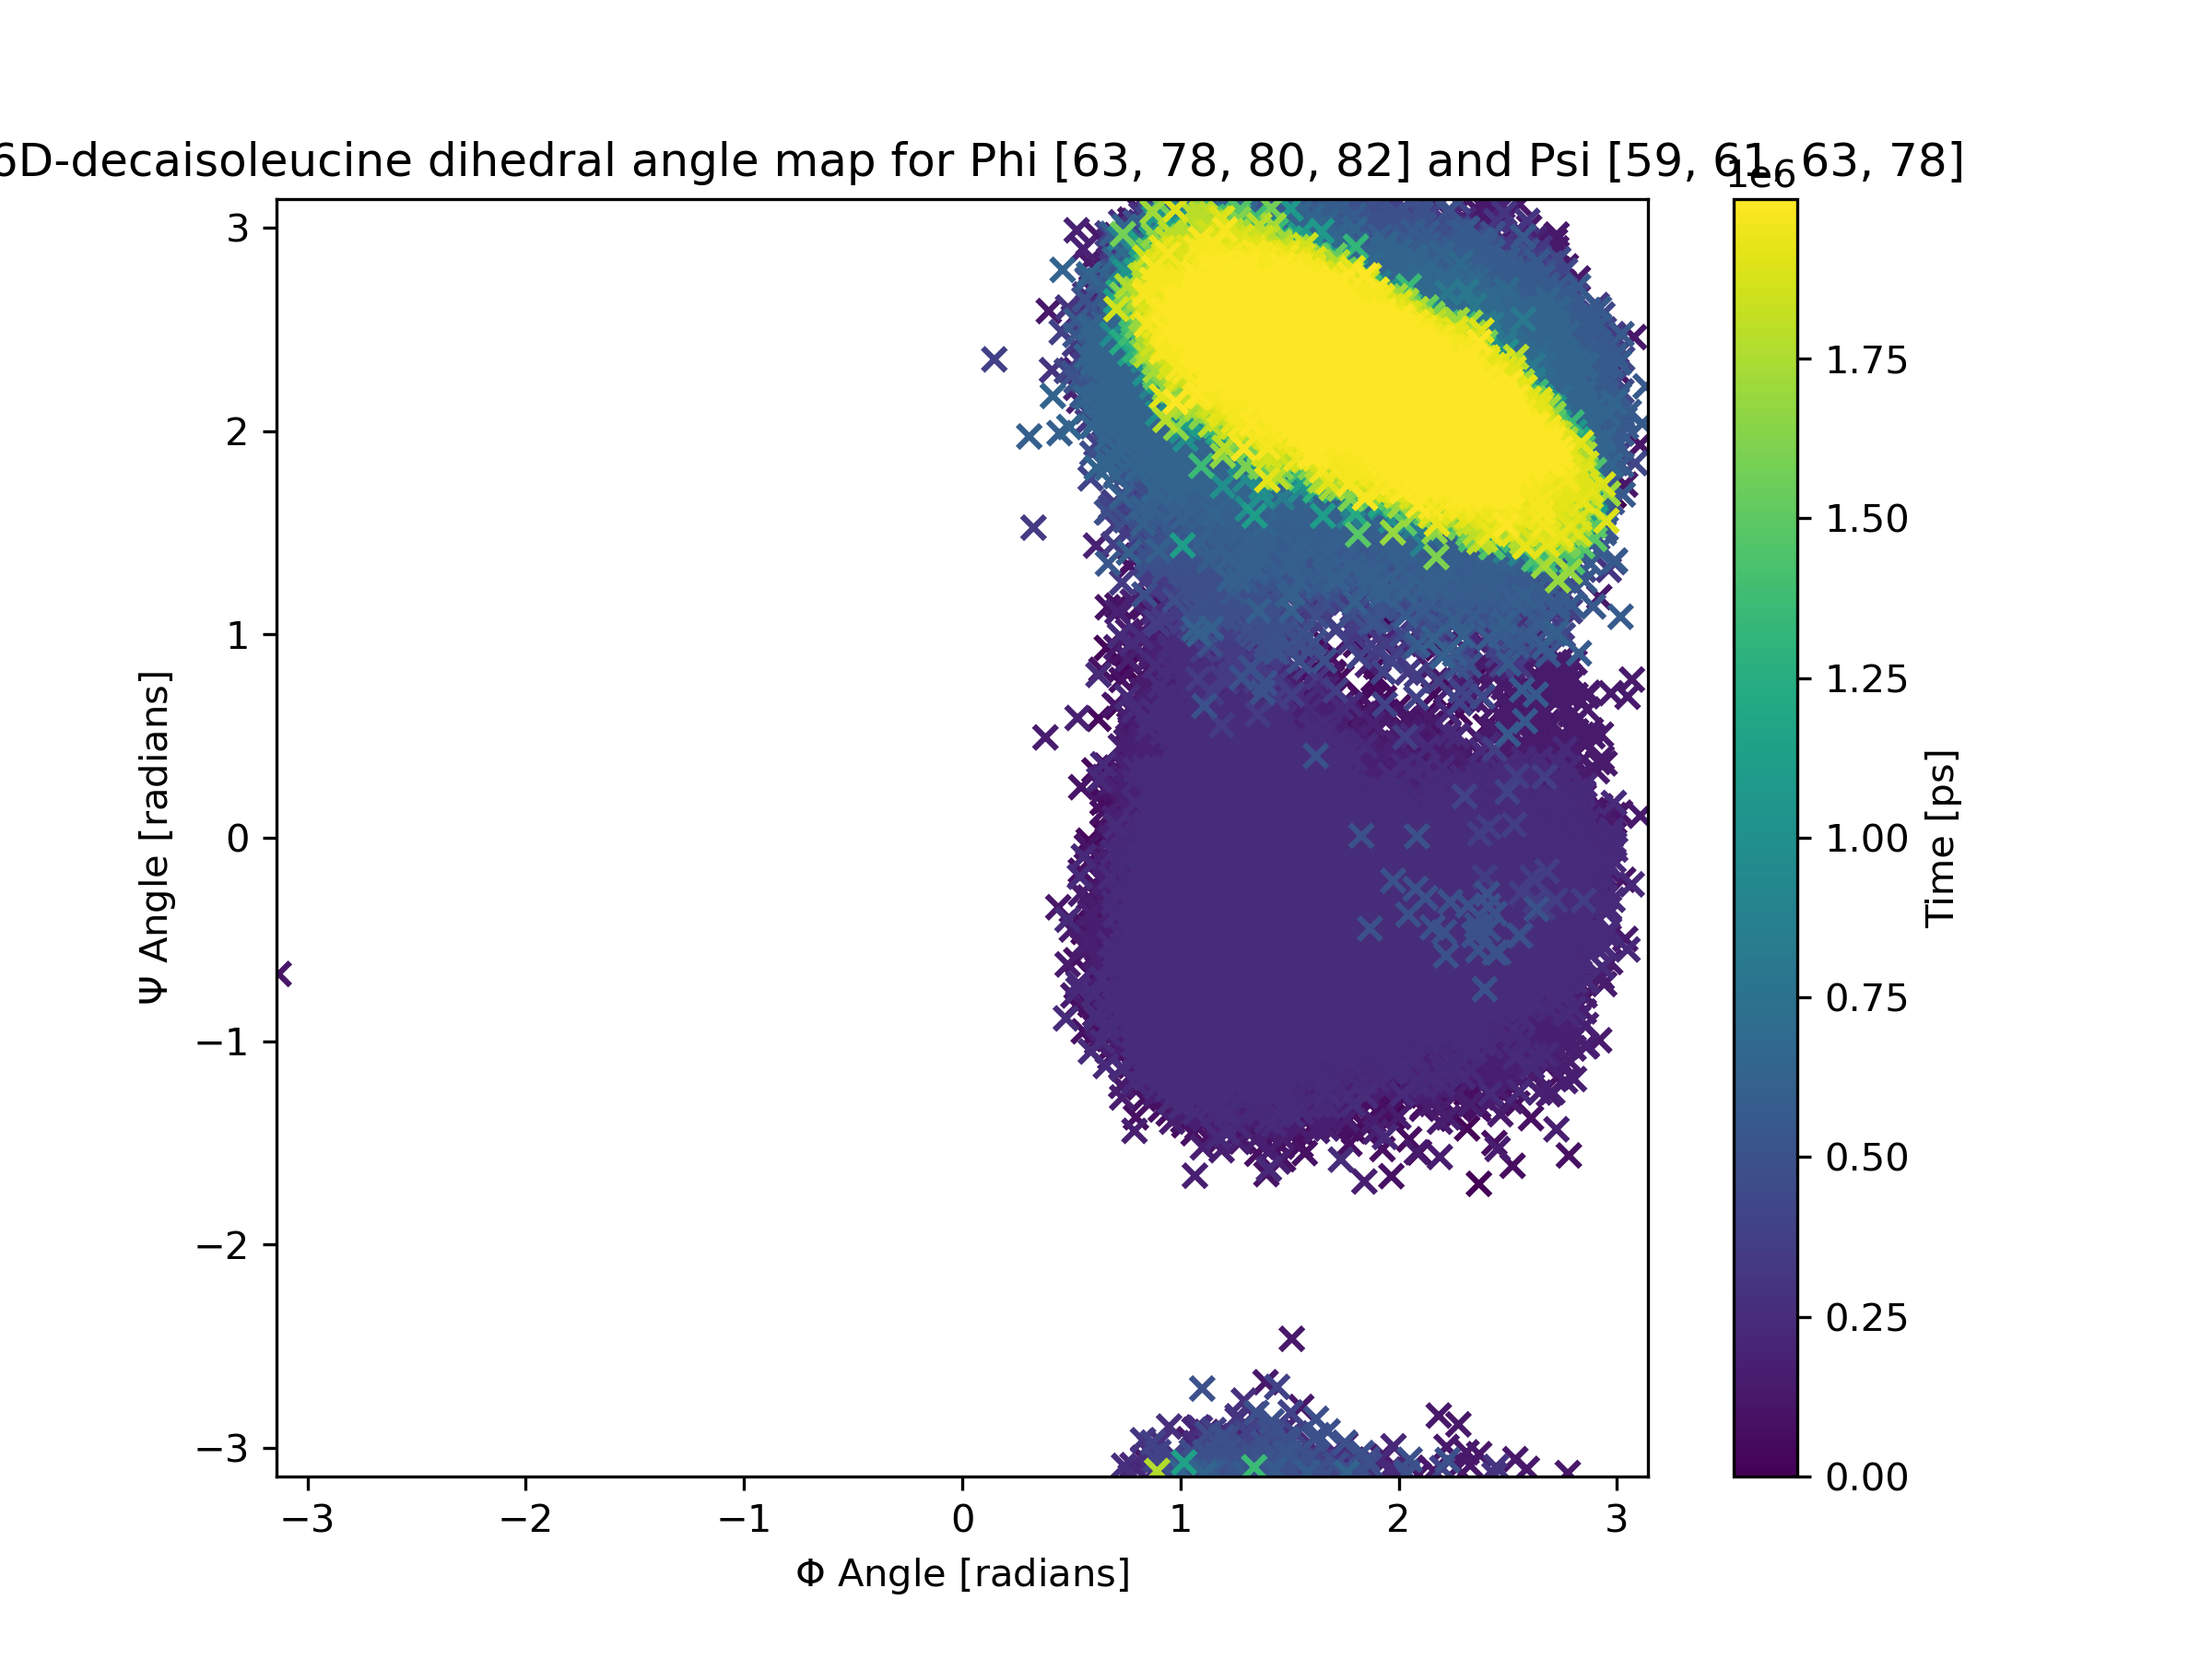 6D-decaisoleucine dihedral angle map for Phi [63, 78, 80, 82] and Psi [59, 61, 63, 78]
1e6
3
2
1
0
−1
−2
−3
Ψ Angle [radians]
−3 −2 −1 0 1 2 3
Φ Angle [radians]
1.75
1.50
1.25
1.00
0.75
0.50
0.25
0.00
Time [ps]